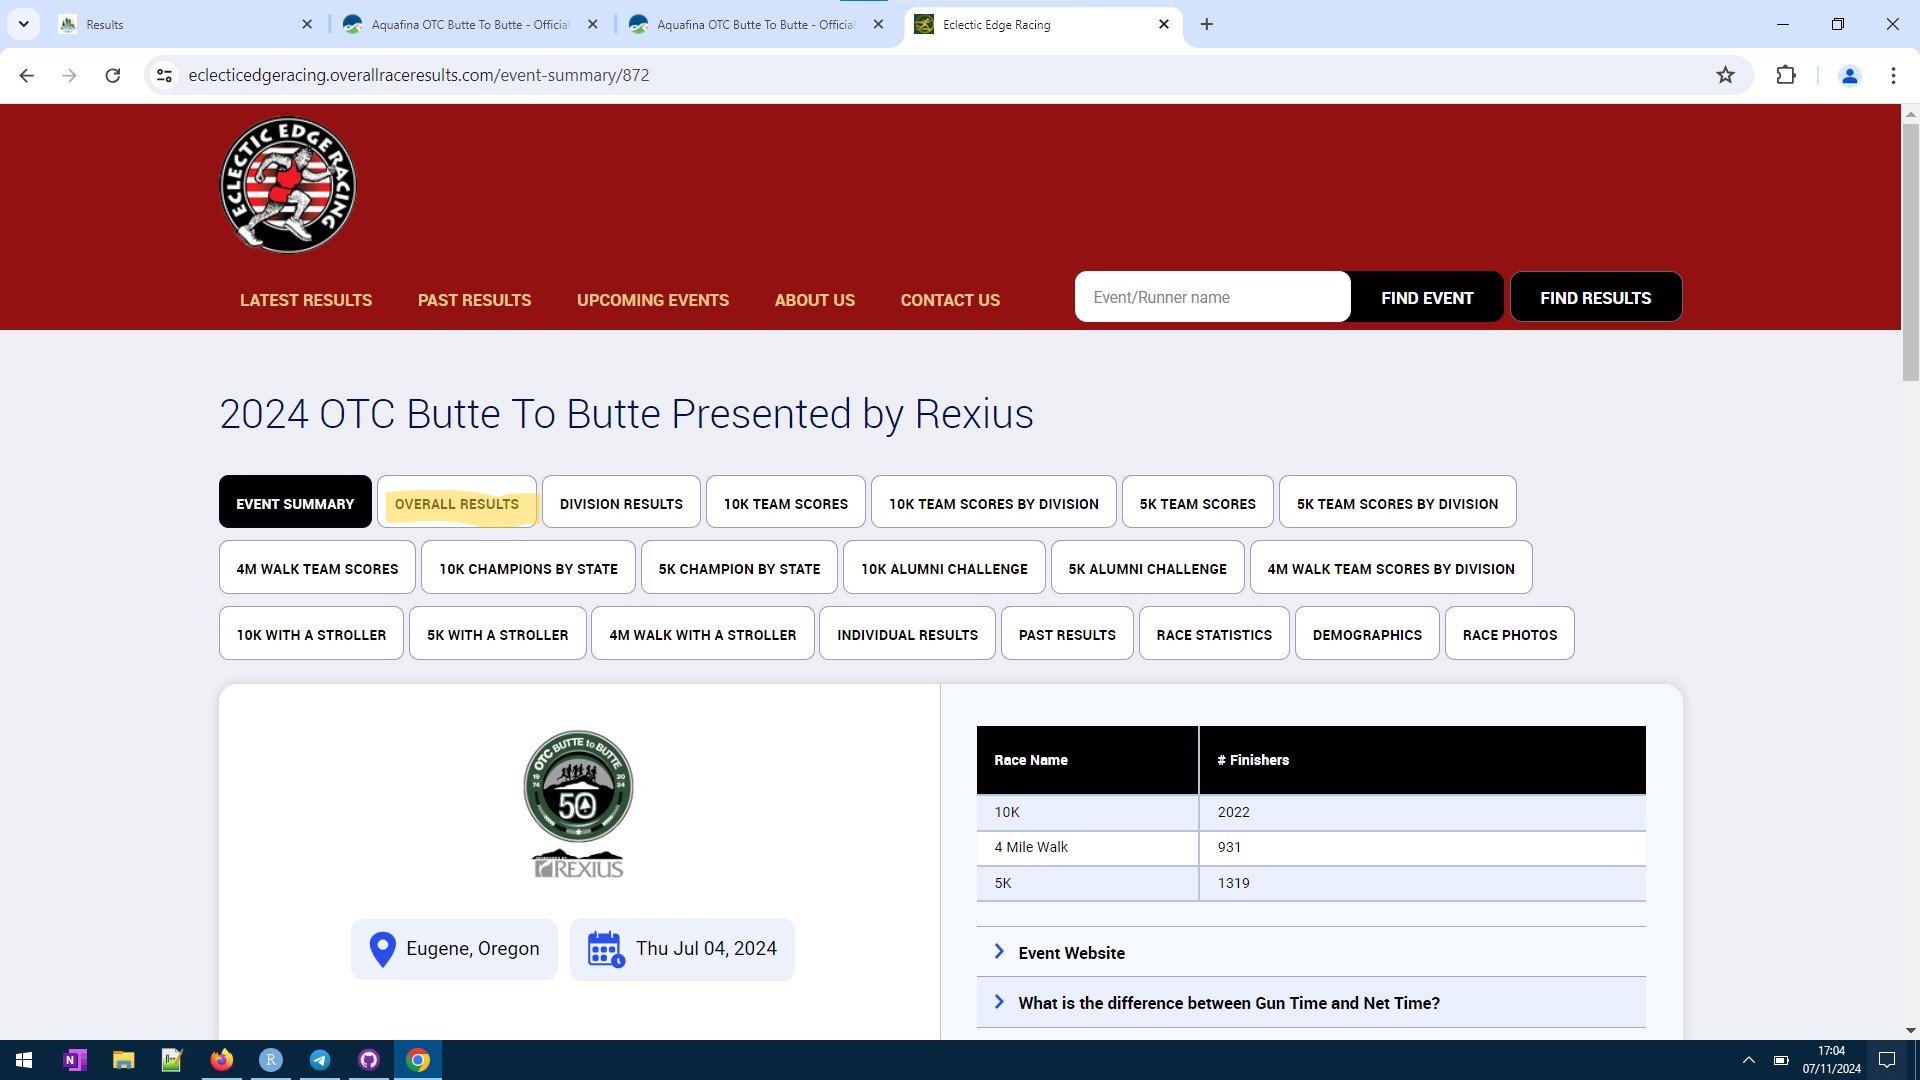 Results
Aquafina OTC Butte To Butte - Official
Aquafina OTC Butte To Butte - Official
Eclectic Edge Racing
eclecticedgeracing.overallraceresults.com/event-summary/872
ECLECTIC EDGE RACING
LATEST RESULTS PAST RESULTS UPCOMING EVENTS ABOUT US CONTACT US
Event/Runner name FIND EVENT FIND RESULTS
2024 OTC Butte To Butte Presented by Rexius
EVENT SUMMARY OVERALL RESULTS DIVISION RESULTS 10K TEAM SCORES 10K TEAM SCORES BY DIVISION 5K TEAM SCORES 5K TEAM SCORES BY DIVISION
4M WALK TEAM SCORES 10K CHAMPIONS BY STATE 5K CHAMPION BY STATE 10K ALUMNI CHALLENGE 5K ALUMNI CHALLENGE 4M WALK TEAM SCORES BY DIVISION
10K WITH A STROLLER 5K WITH A STROLLER 4M WALK WITH A STROLLER INDIVIDUAL RESULTS PAST RESULTS RACE STATISTICS DEMOGRAPHICS RACE PHOTOS
OTC BUTTE to BUTTE
19 20
74 24
50
REXIUS
Eugene, Oregon
Thu Jul 04, 2024
Race Name # Finishers
10K 2022
4 Mile Walk 931
5K 1319
Event Website
What is the difference between Gun Time and Net Time?
17:04
07/11/2024